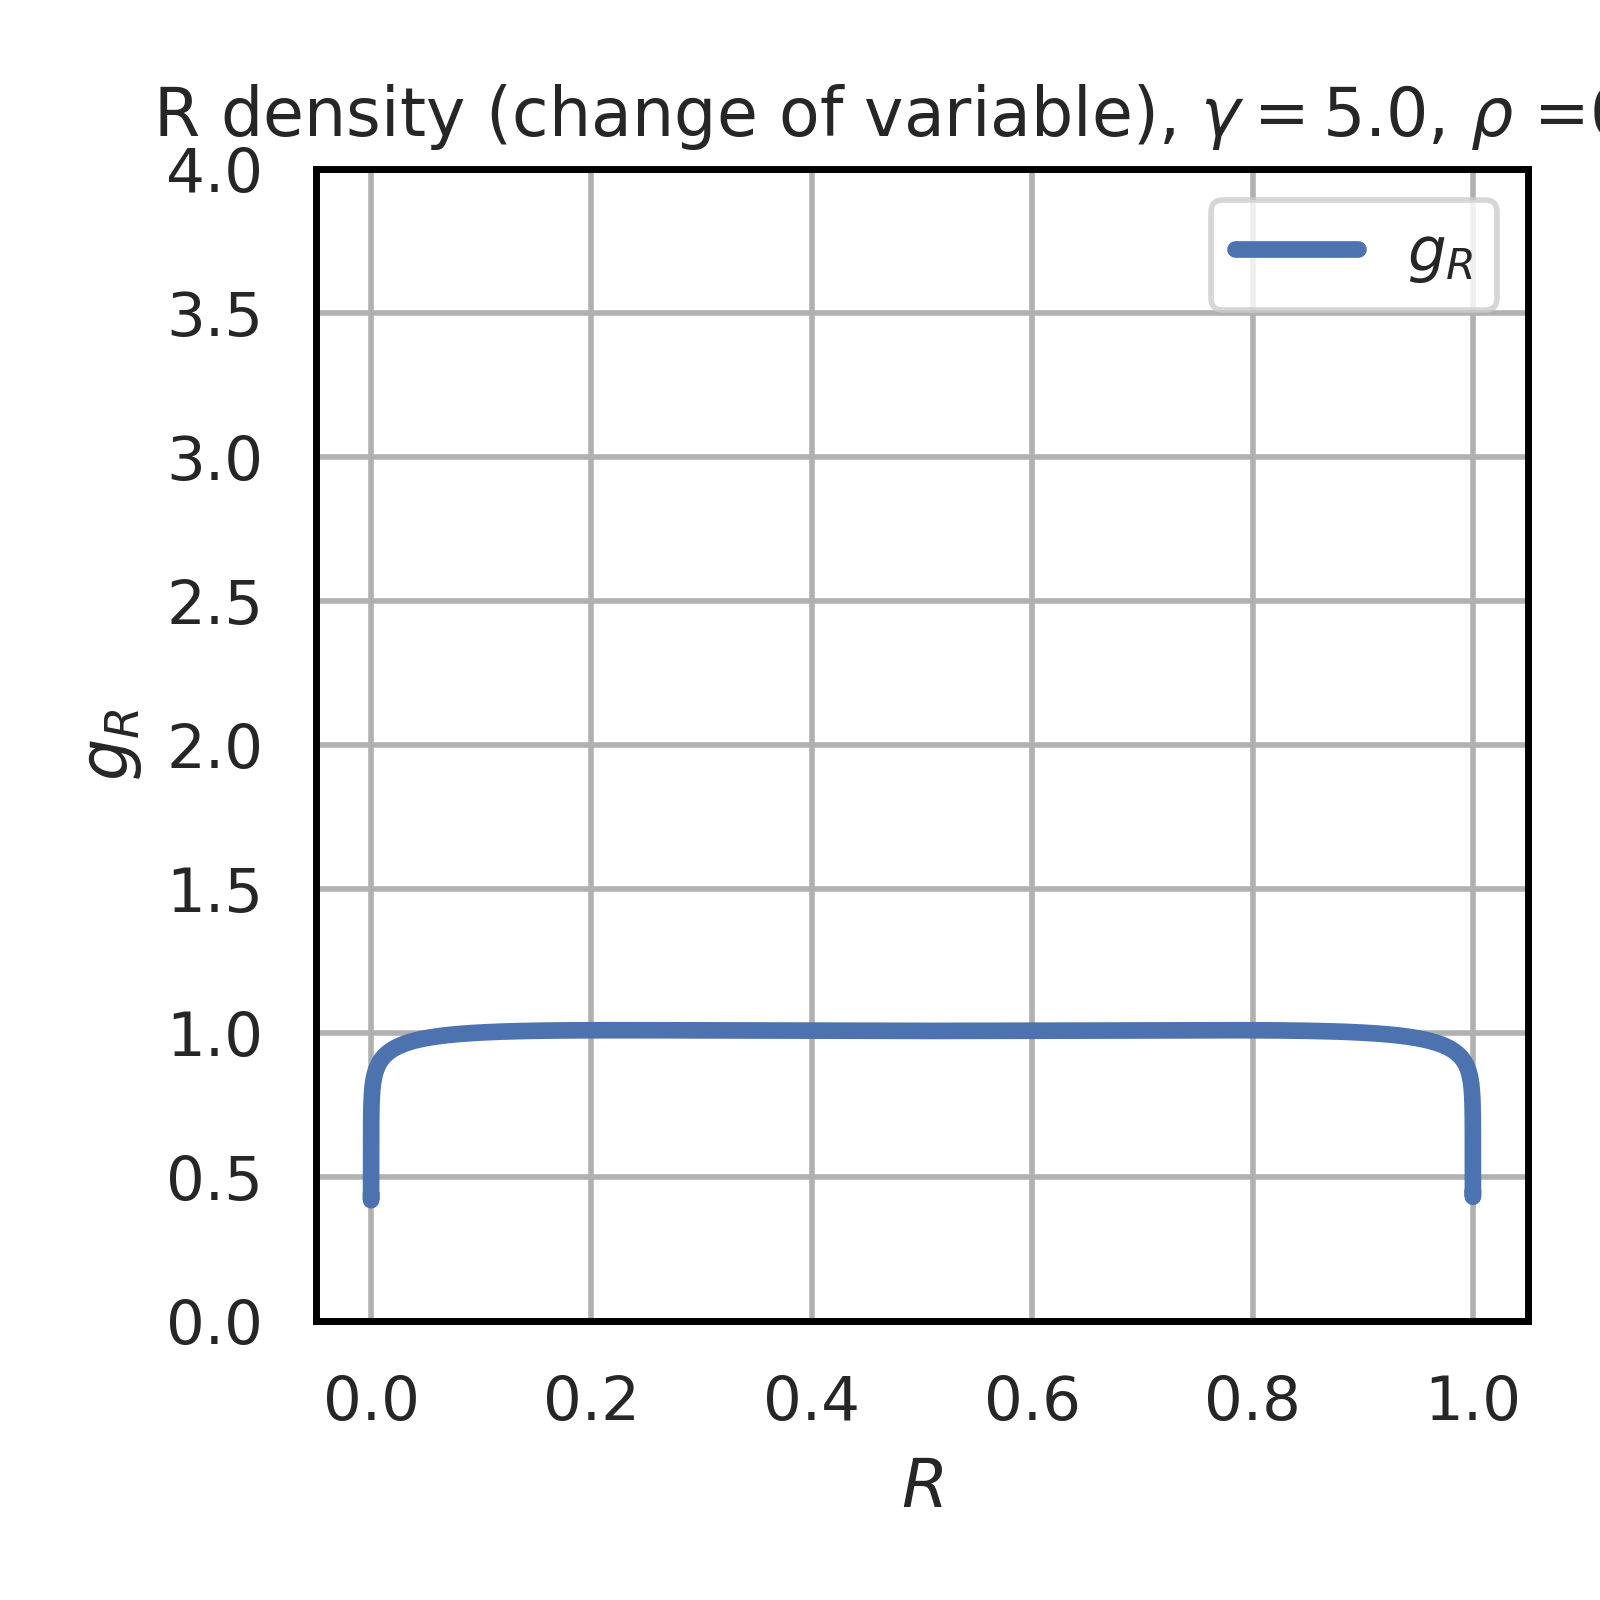 R density (change of variable), γ = 5.0, ρ =
4.0
g_R
3.5
3.0
2.5
2.0
g_R
1.5
1.0
0.5
0.0
0.0 0.2 0.4 0.6 0.8 1.0
R